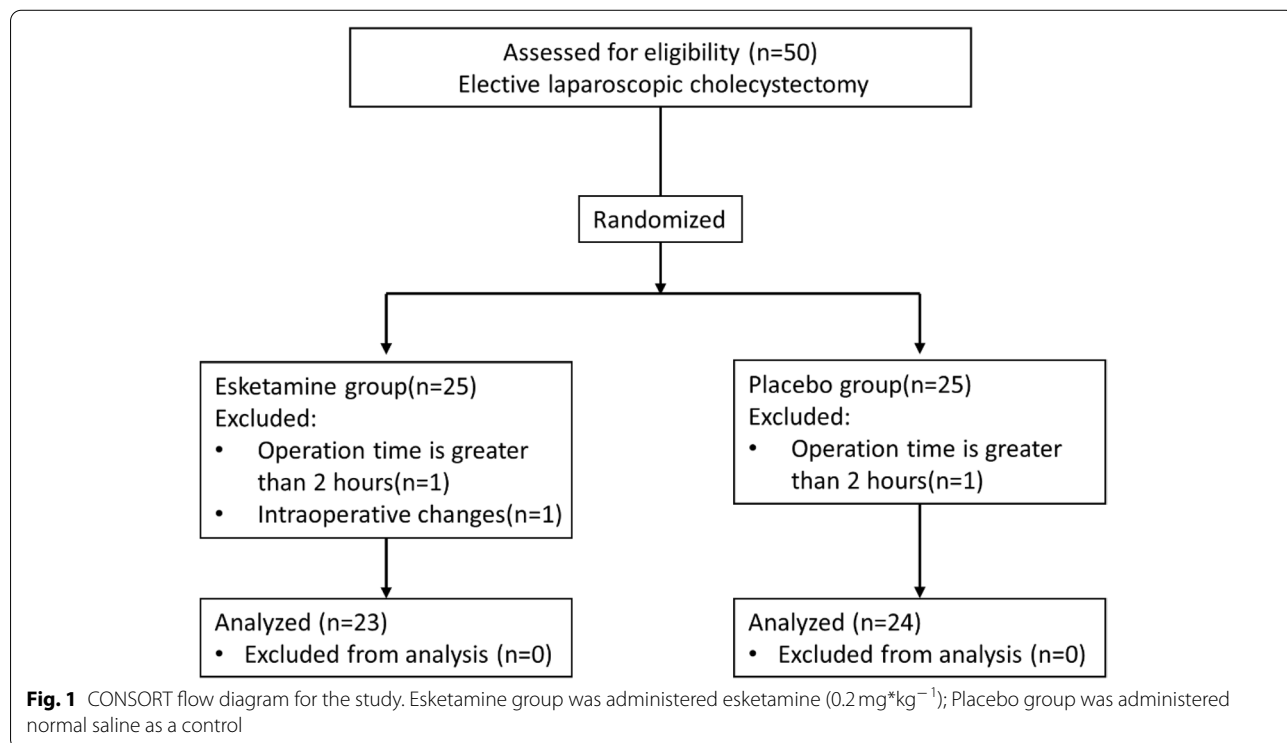 Assessed for eligibility (n=50)
Elective laparoscopic cholecystectomy
Randomized
Esketamine group(n=25)
Excluded:
• Operation time is greater
than 2 hours(n=1)
• Intraoperative changes(n=1)
Placebo group(n=25)
Excluded:
• Operation time is greater
than 2 hours(n=1)
Analyzed (n=23)
• Excluded from analysis (n=0)
Analyzed (n=24)
• Excluded from analysis (n=0)
Fig. 1 CONSORT flow diagram for the study. Esketamine group was administered esketamine (0.2 mg*kg⁻¹); Placebo group was administered
normal saline as a control